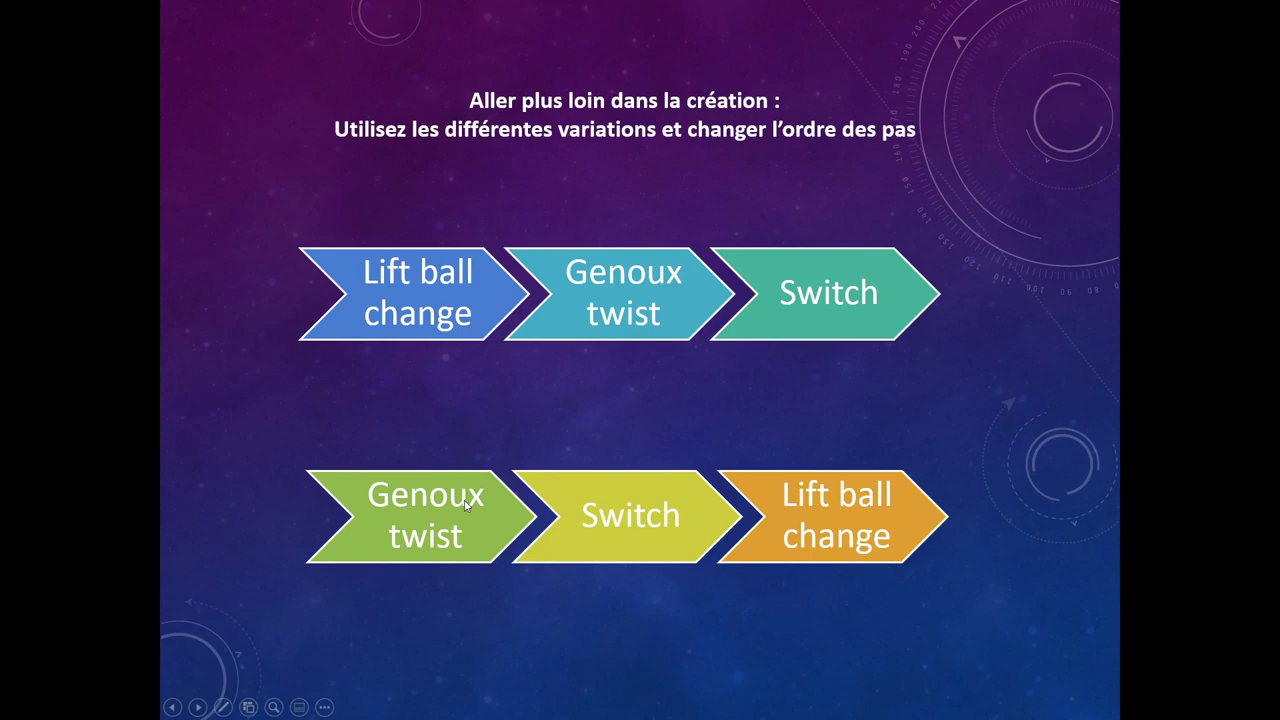 Aller plus loin dans la création :
Utilisez les différentes variations et changer l’ordre des pas
Lift ball
change
Genoux
twist
Switch
Genoux
twist
Switch
Lift ball
change